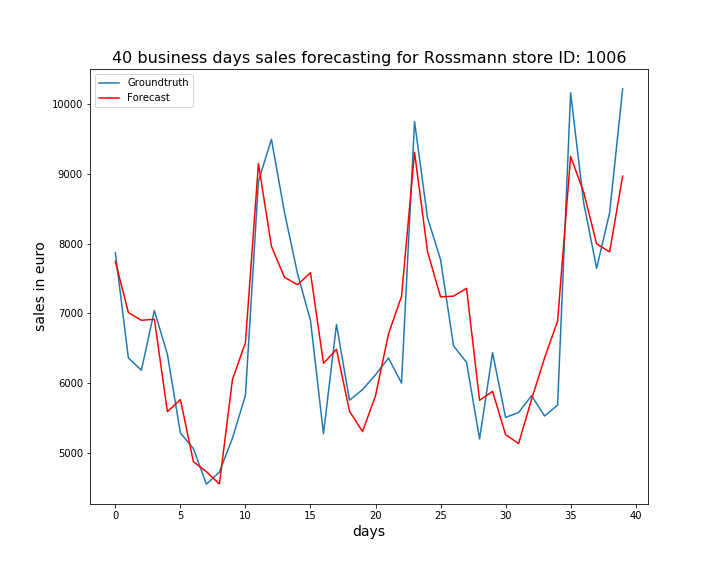 40 business days sales forecasting for Rossmann store ID: 1006
Groundtruth
Forecast
sales in euro
10000
9000
8000
7000
6000
5000
0 5 10 15 20 25 30 35 40
days